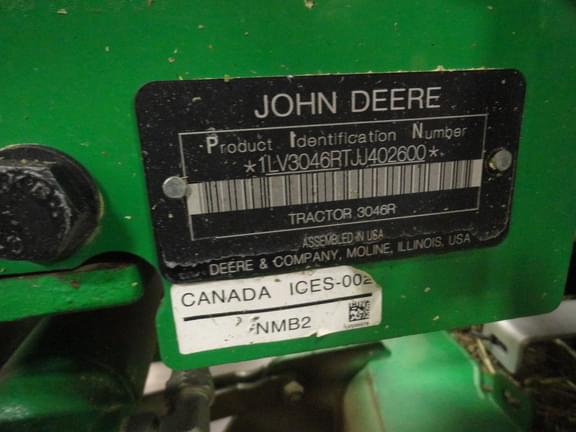 JOHN DEERE
Product Identification Number
*1LV3046RTJJ402600*
TRACTOR 3046R
ASSEMBLED IN USA
DEERE & COMPANY, MOLINE, ILLINOIS, USA
CANADA ICES-002
/NMB2